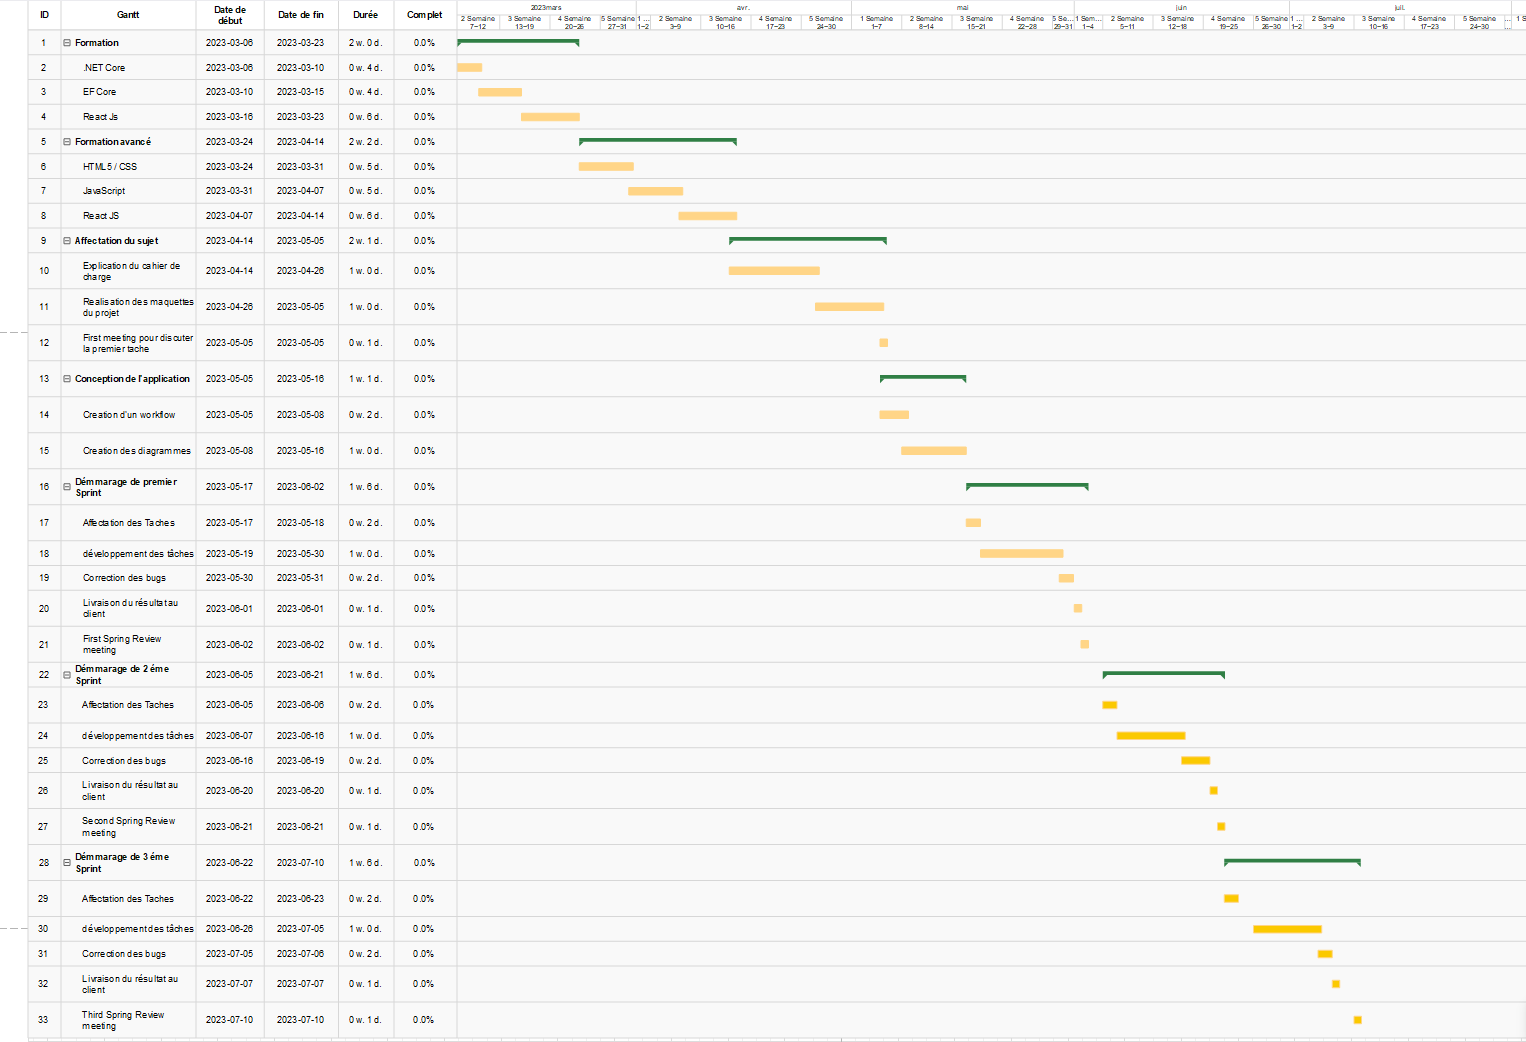 ID Gantt Date de début Date de fin Durée Complet
2023mars avr. mai juin juil.
2 Semaine 3 Semaine 4 Semaine 5 Semaine 1 ... 2 Semaine 3 Semaine 4 Semaine 5 Semaine 1 Semaine 2 Semaine 3 Semaine 4 Semaine 5 Se... 1 Sem... 2 Semaine 3 Semaine 4 Semaine 5 Semaine 1 ... 2 Semaine 3 Semaine 4 Semaine 5 Semaine ... 1 S
7–12 13–19 20–26 27–31 1–2 3–9 10–16 17–23 24–30 1–7 8–14 15–21 22–28 29–31 1–4 5–11 12–18 19–25 26–30 1–2 3–9 10–16 17–23 24–30
1 Formation 2023-03-06 2023-03-23 2 w. 0 d. 0.0%
2 .NET Core 2023-03-06 2023-03-10 0 w. 4 d. 0.0%
3 EF Core 2023-03-10 2023-03-15 0 w. 4 d. 0.0%
4 React Js 2023-03-16 2023-03-23 0 w. 6 d. 0.0%
5 Formation avancé 2023-03-24 2023-04-14 2 w. 2 d. 0.0%
6 HTML5 / CSS 2023-03-24 2023-03-31 0 w. 5 d. 0.0%
7 JavaScript 2023-03-31 2023-04-07 0 w. 5 d. 0.0%
8 React JS 2023-04-07 2023-04-14 0 w. 6 d. 0.0%
9 Affectation du sujet 2023-04-14 2023-05-05 2 w. 1 d. 0.0%
10 Explication du cahier de charge 2023-04-14 2023-04-26 1 w. 0 d. 0.0%
11 Realisation des maquettes du projet 2023-04-26 2023-05-05 1 w. 0 d. 0.0%
12 First meeting pour discuter la premier tache 2023-05-05 2023-05-05 0 w. 1 d. 0.0%
13 Conception de l'application 2023-05-05 2023-05-16 1 w. 1 d. 0.0%
14 Creation d'un workflow 2023-05-05 2023-05-08 0 w. 2 d. 0.0%
15 Creation des diagrammes 2023-05-08 2023-05-16 1 w. 0 d. 0.0%
16 Démmarage de premier Sprint 2023-05-17 2023-06-02 1 w. 6 d. 0.0%
17 Affectation des Taches 2023-05-17 2023-05-18 0 w. 2 d. 0.0%
18 développement des tâches 2023-05-19 2023-05-30 1 w. 0 d. 0.0%
19 Correction des bugs 2023-05-30 2023-05-31 0 w. 2 d. 0.0%
20 Livraison du résultat au client 2023-06-01 2023-06-01 0 w. 1 d. 0.0%
21 First Spring Review meeting 2023-06-02 2023-06-02 0 w. 1 d. 0.0%
22 Démmarage de 2 éme Sprint 2023-06-05 2023-06-21 1 w. 6 d. 0.0%
23 Affectation des Taches 2023-06-05 2023-06-06 0 w. 2 d. 0.0%
24 développement des tâches 2023-06-07 2023-06-16 1 w. 0 d. 0.0%
25 Correction des bugs 2023-06-16 2023-06-19 0 w. 2 d. 0.0%
26 Livraison du résultat au client 2023-06-20 2023-06-20 0 w. 1 d. 0.0%
27 Second Spring Review meeting 2023-06-21 2023-06-21 0 w. 1 d. 0.0%
28 Démmarage de 3 éme Sprint 2023-06-22 2023-07-10 1 w. 6 d. 0.0%
29 Affectation des Taches 2023-06-22 2023-06-23 0 w. 2 d. 0.0%
30 développement des tâches 2023-06-26 2023-07-05 1 w. 0 d. 0.0%
31 Correction des bugs 2023-07-05 2023-07-06 0 w. 2 d. 0.0%
32 Livraison du résultat au client 2023-07-07 2023-07-07 0 w. 1 d. 0.0%
33 Third Spring Review meeting 2023-07-10 2023-07-10 0 w. 1 d. 0.0%